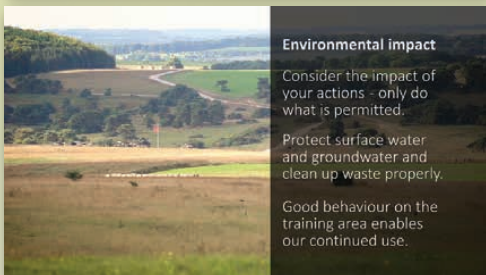 Environmental impact
Consider the impact of
your actions - only do
what is permitted.
Protect surface water
and groundwater and
clean up waste properly.
Good behaviour on the
training area enables
our continued use.